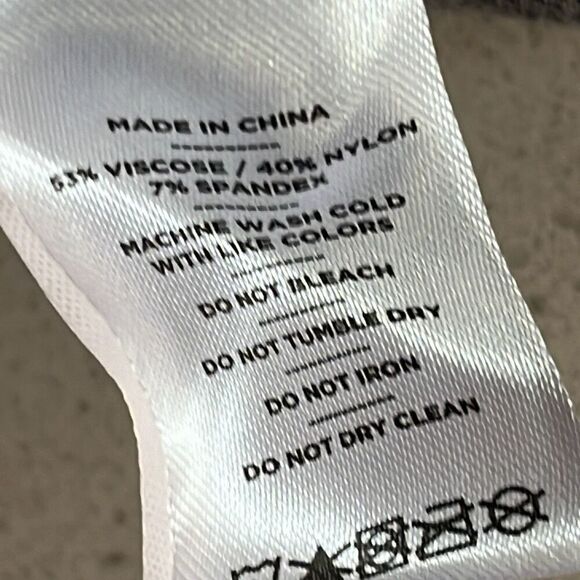 MADE IN CHINA
53% VISCOSE / 40% NYLON
7% SPANDEX
MACHINE WASH COLD
WITH LIKE COLORS
DO NOT BLEACH
DO NOT TUMBLE DRY
DO NOT IRON
DO NOT DRY CLEAN